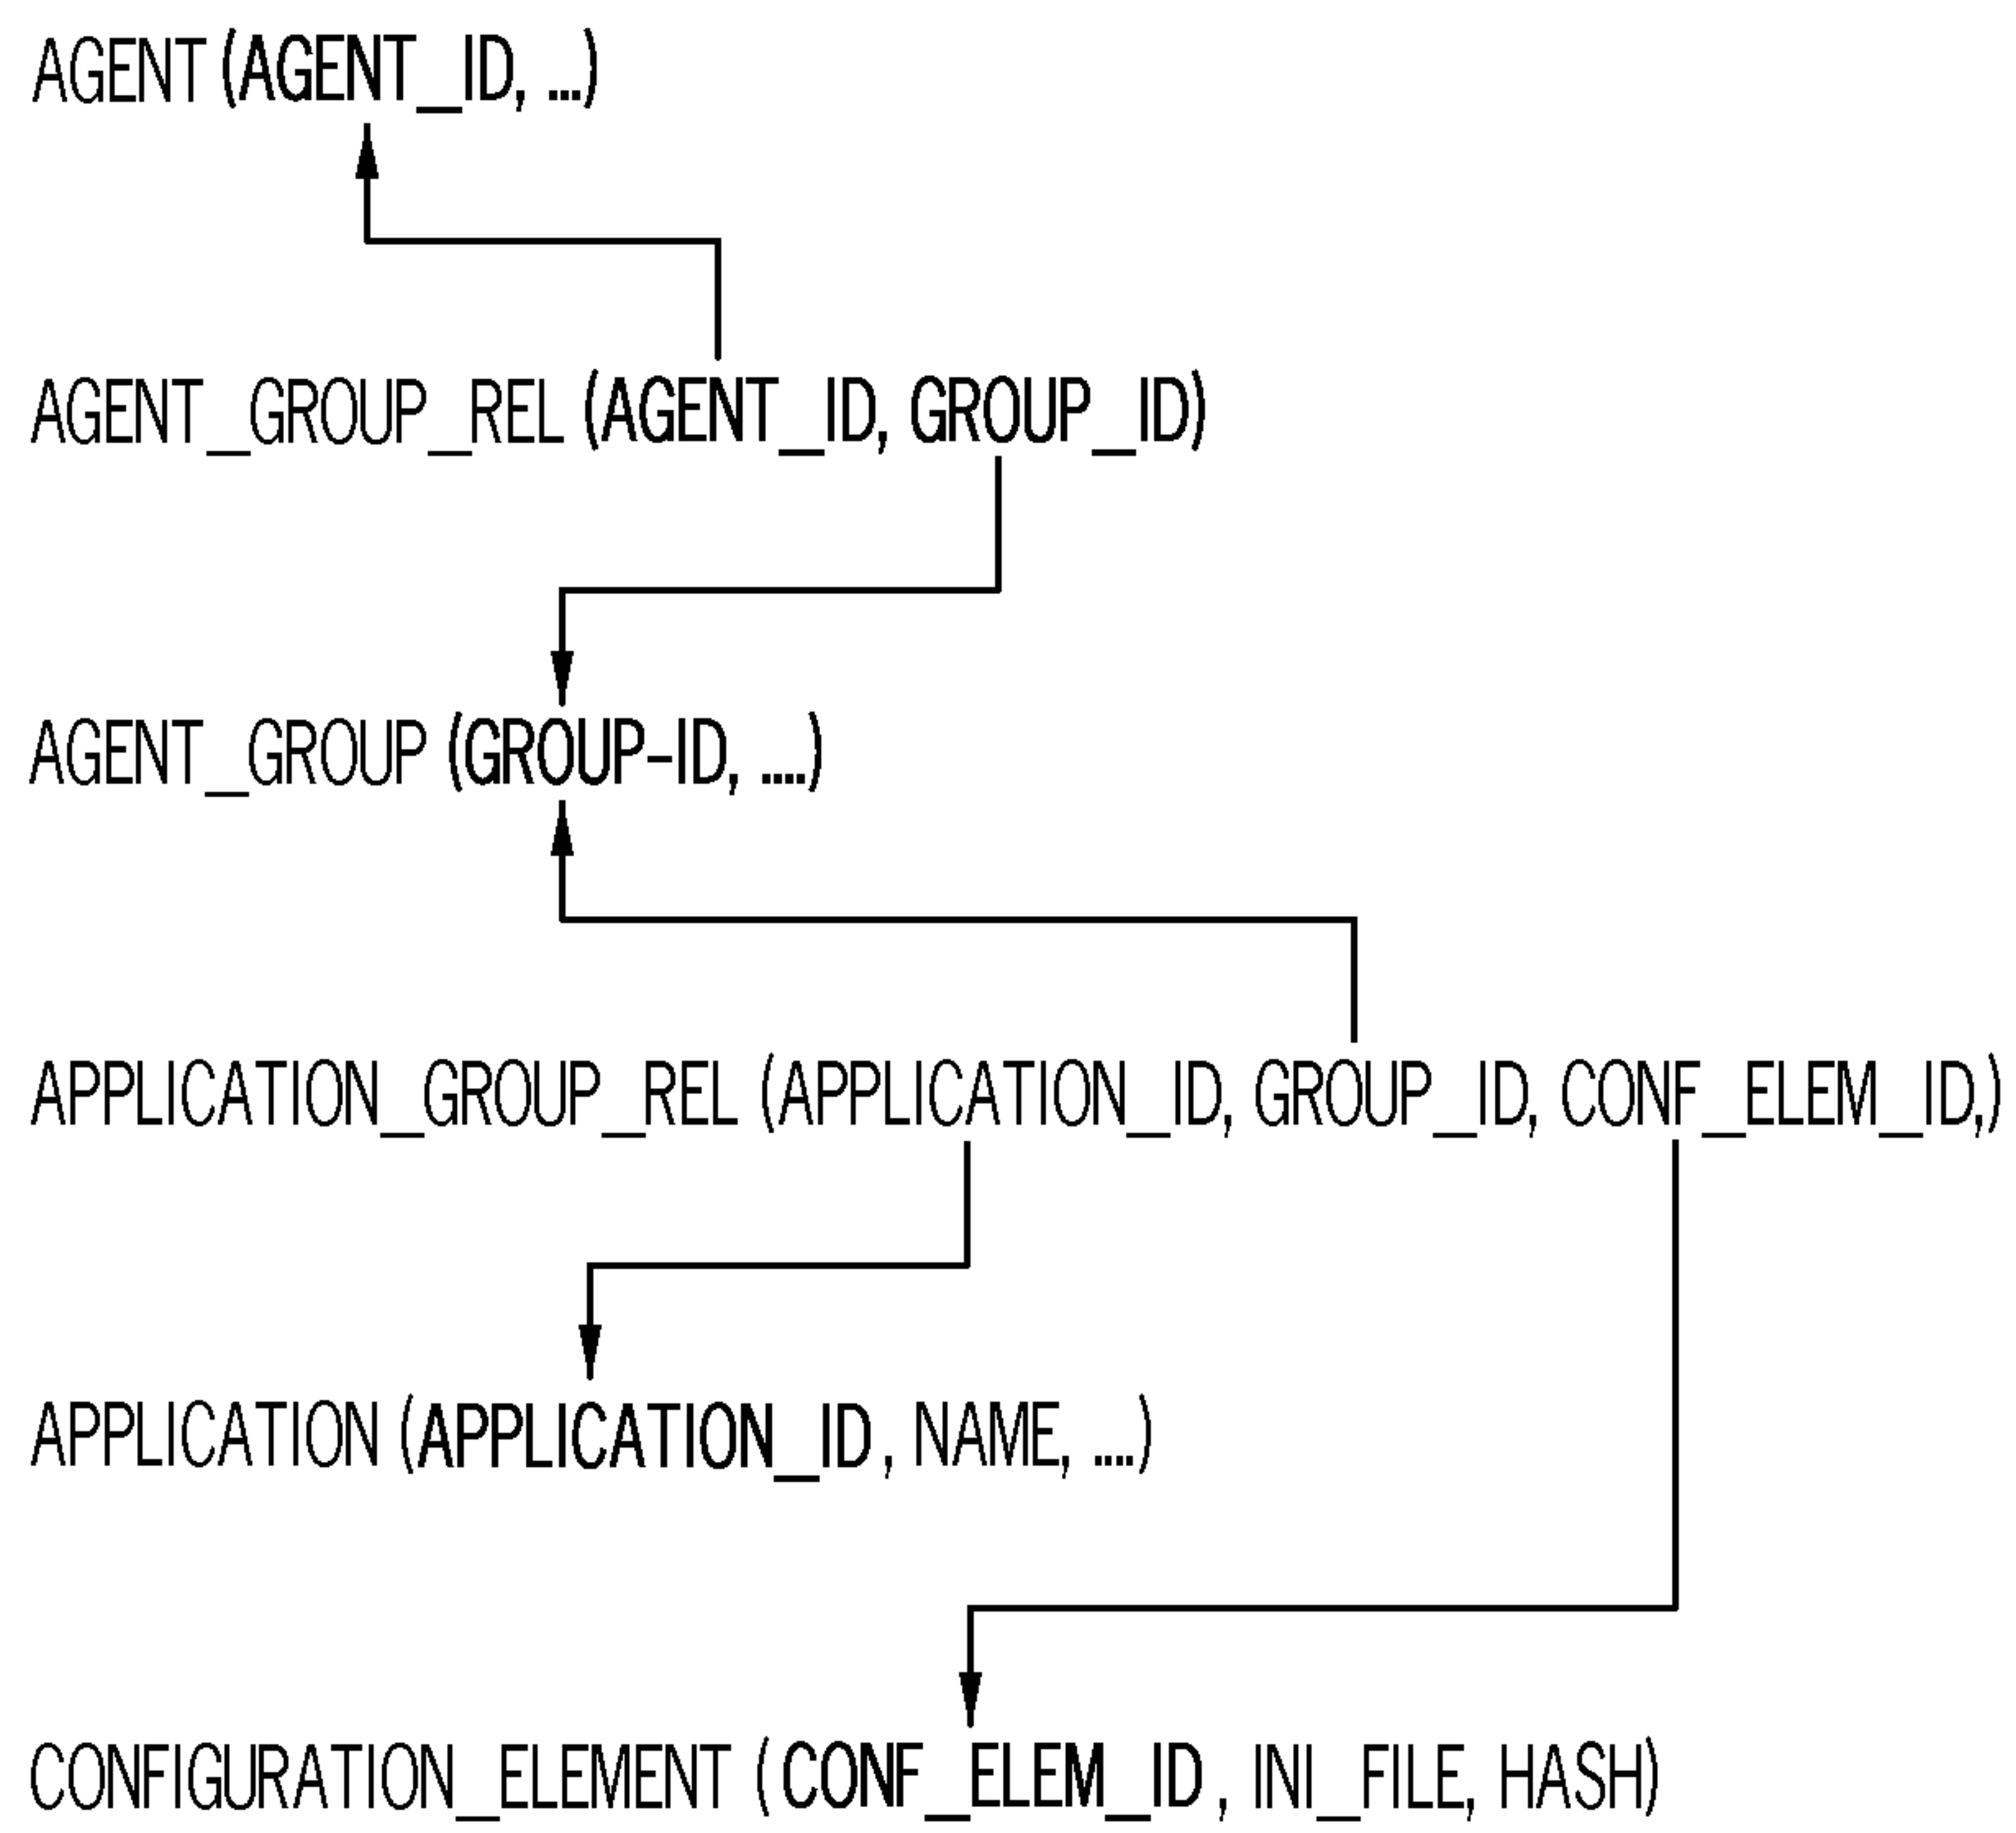 AGENT (AGENT_ID, ....)
AGENT_GROUP_REL (AGENT_ID, GROUP_ID)
AGENT_GROUP (GROUP-ID, ....)
APPLICATION_GROUP_REL (APPLICATION_ID, GROUP_ID, CONF_ELEM_ID,)
APPLICATION (APPLICATION_ID, NAME, ....)
CONFIGURATION_ELEMENT (CONF_ELEM_ID, INI_FILE, HASH)